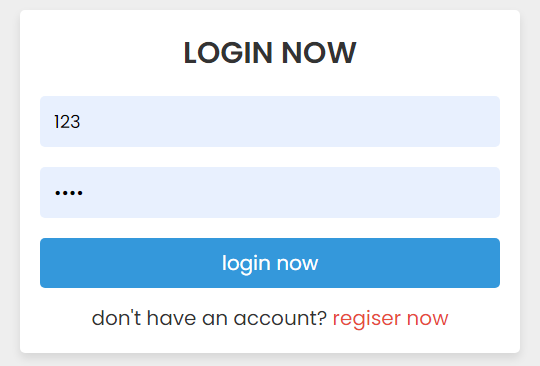 LOGIN NOW
123
••••
login now
don't have an account? regiser now